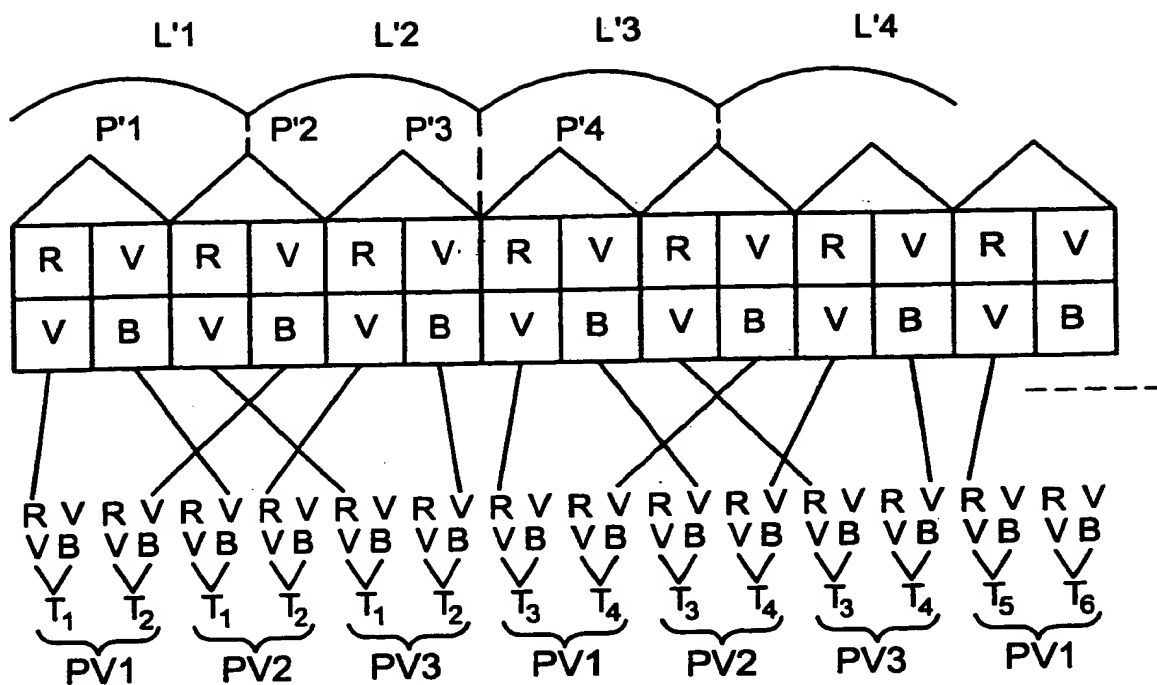 L'1 L'2 L'3 L'4
P'1 P'2 P'3 P'4
R V R V R V R V R V R V R V
V B V B V B V B V B V B V B
R V R V R V R V R V R V R V R V R V R V R V R V R V R V
V B V B V B V B V B V B V B V B V B V B V B V B V B V B
T1 T2 T1 T2 T1 T2 T3 T4 T3 T4 T3 T4 T5 T6
PV1 PV2 PV3 PV1 PV2 PV3 PV1